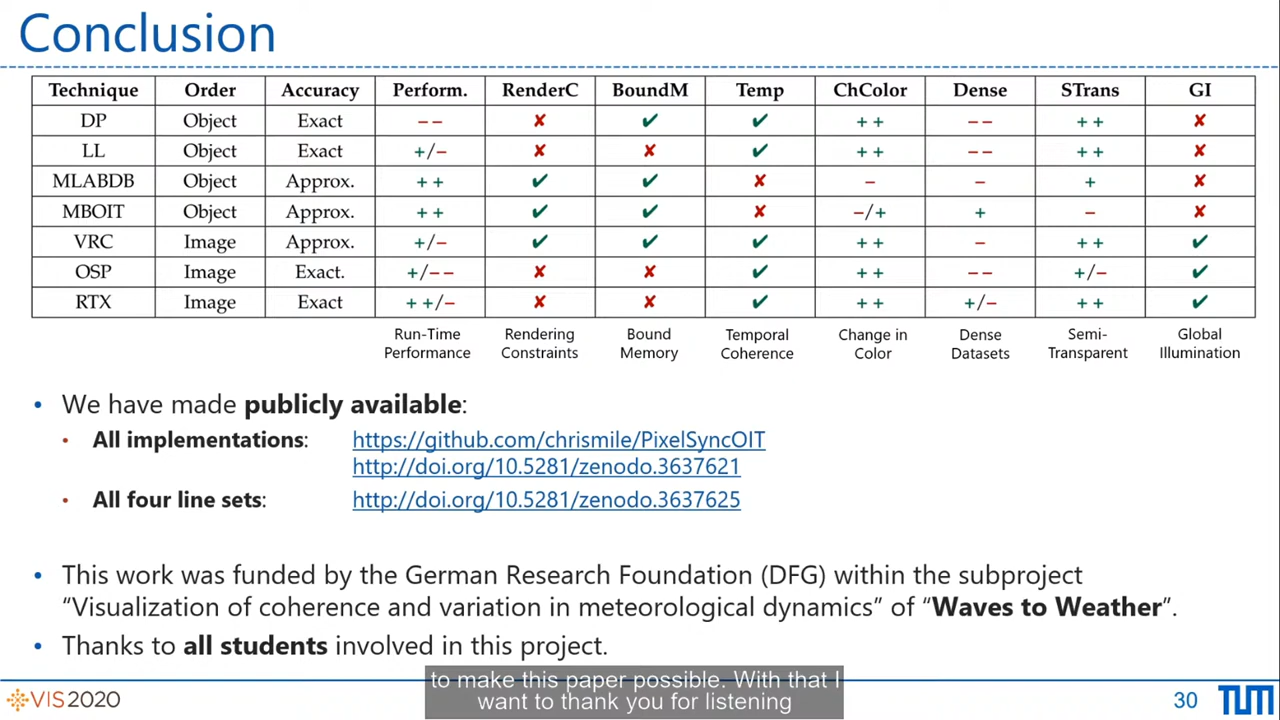 Conclusion
Technique Order Accuracy Perform. RenderC BoundM Temp ChColor Dense STrans GI
DP Object Exact −− ✘ ✔ ✔ ++ −− ++ ✘
LL Object Exact +/− ✘ ✘ ✔ ++ −− ++ ✘
MLABDB Object Approx. ++ ✔ ✔ ✘ − − + ✘
MBOIT Object Approx. ++ ✔ ✔ ✘ −/+ + − ✘
VRC Image Approx. +/− ✔ ✔ ✔ ++ − ++ ✔
OSP Image Exact. +/−− ✘ ✘ ✔ ++ −− +/− ✔
RTX Image Exact ++/− ✘ ✘ ✔ ++ +/− ++ ✔
Run-Time Rendering Bound Temporal Change in Dense Semi- Global
Performance Constraints Memory Coherence Color Datasets Transparent Illumination
• We have made publicly available:
• All implementations: https://github.com/chrismile/PixelSyncOIT
http://doi.org/10.5281/zenodo.3637621
• All four line sets: http://doi.org/10.5281/zenodo.3637625
• This work was funded by the German Research Foundation (DFG) within the subproject
“Visualization of coherence and variation in meteorological dynamics” of “Waves to Weather”.
• Thanks to all students involved in this project.
to make this paper possible. With that I
want to thank you for listening
VIS2020 30 TUM